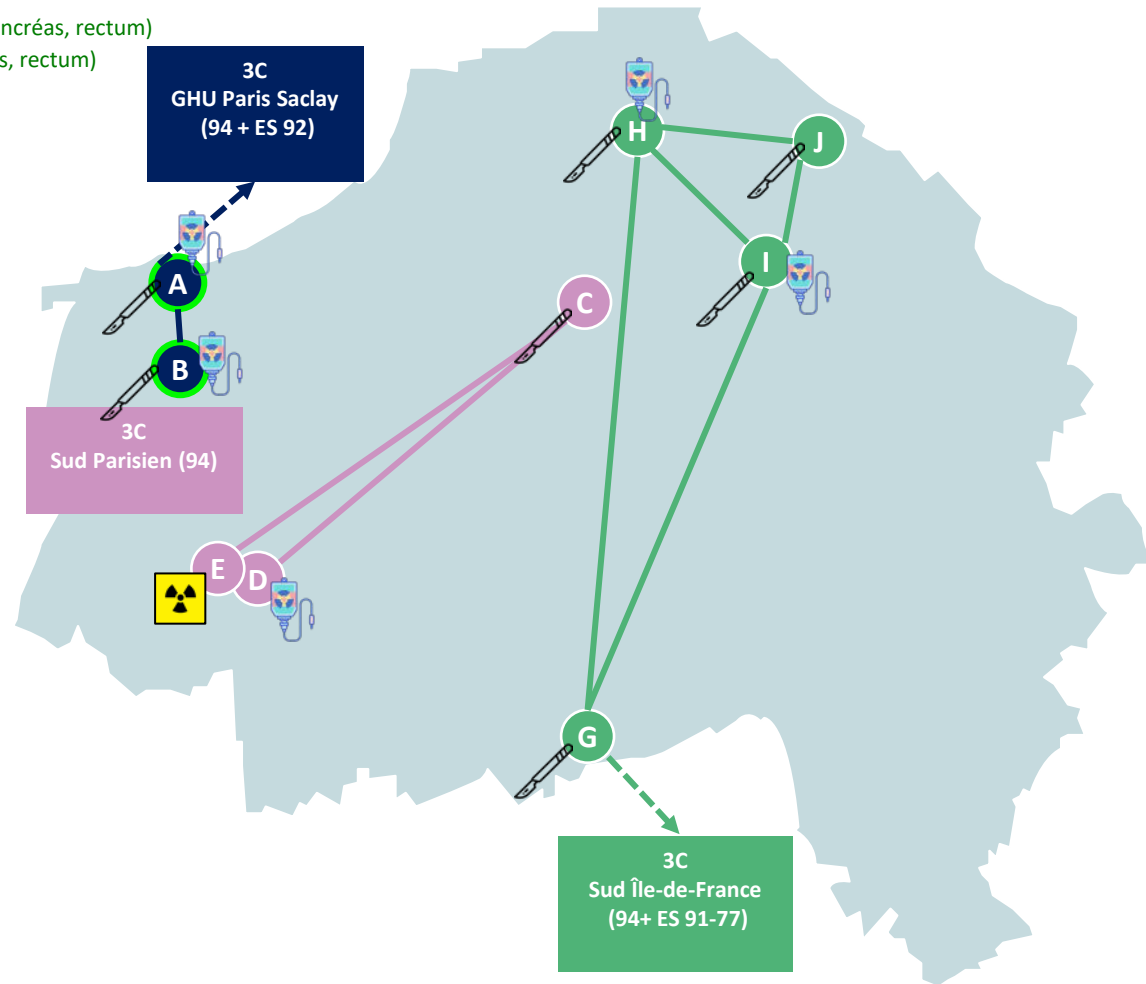 ncréas, rectum)
s, rectum)
3C
GHU Paris Saclay
(94 + ES 92)
H
J
A
I
C
B
3C
Sud Parisien (94)
E
D
G
3C
Sud Île-de-France
(94+ ES 91-77)